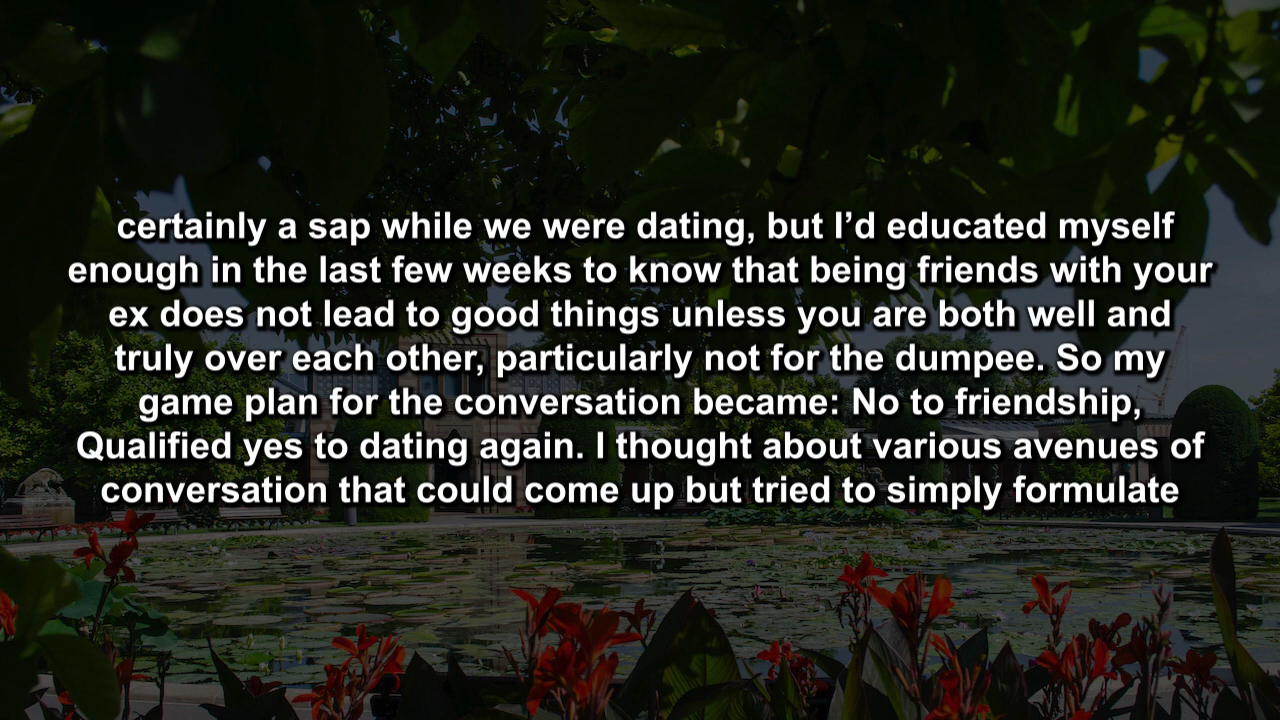 certainly a sap while we were dating, but I’d educated myself
enough in the last few weeks to know that being friends with your
ex does not lead to good things unless you are both well and
truly over each other, particularly not for the dumpee. So my
game plan for the conversation became: No to friendship,
Qualified yes to dating again. I thought about various avenues of
conversation that could come up but tried to simply formulate